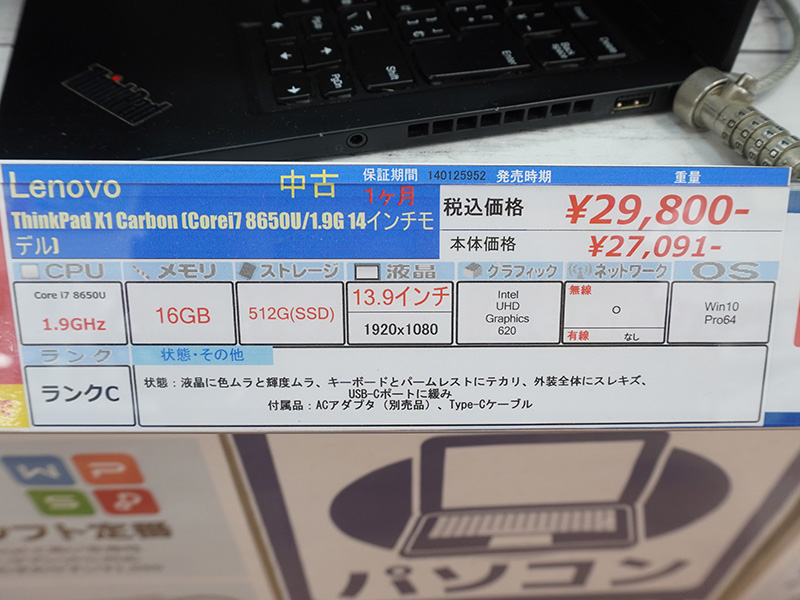 Enter
Shift
PgUp
PgDn
Back Space
Lenovo 中古 保証期間 140125952 発売時期 重量
1ヶ月
ThinkPad X1 Carbon (Corei7 8650U/1.9G 14インチモ
デル)
税込価格 ¥29,800-
本体価格 ¥27,091-
CPU メモリ ストレージ 液晶 グラフィック ネットワーク OS
Core i7 8650U
1.9GHz
16GB
512G(SSD)
13.9インチ
1920x1080
Intel
UHD
Graphics
620
無線
○
有線 なし
Win10
Pro64
ランク 状態・その他
ランクC
状態：液晶に色ムラと輝度ムラ、キーボードとパームレストにテカリ、外装全体にスレキズ、
USB-Cポートに緩み
付属品：ACアダプタ（別売品）、Type-Cケーブル
WPS
パソコン